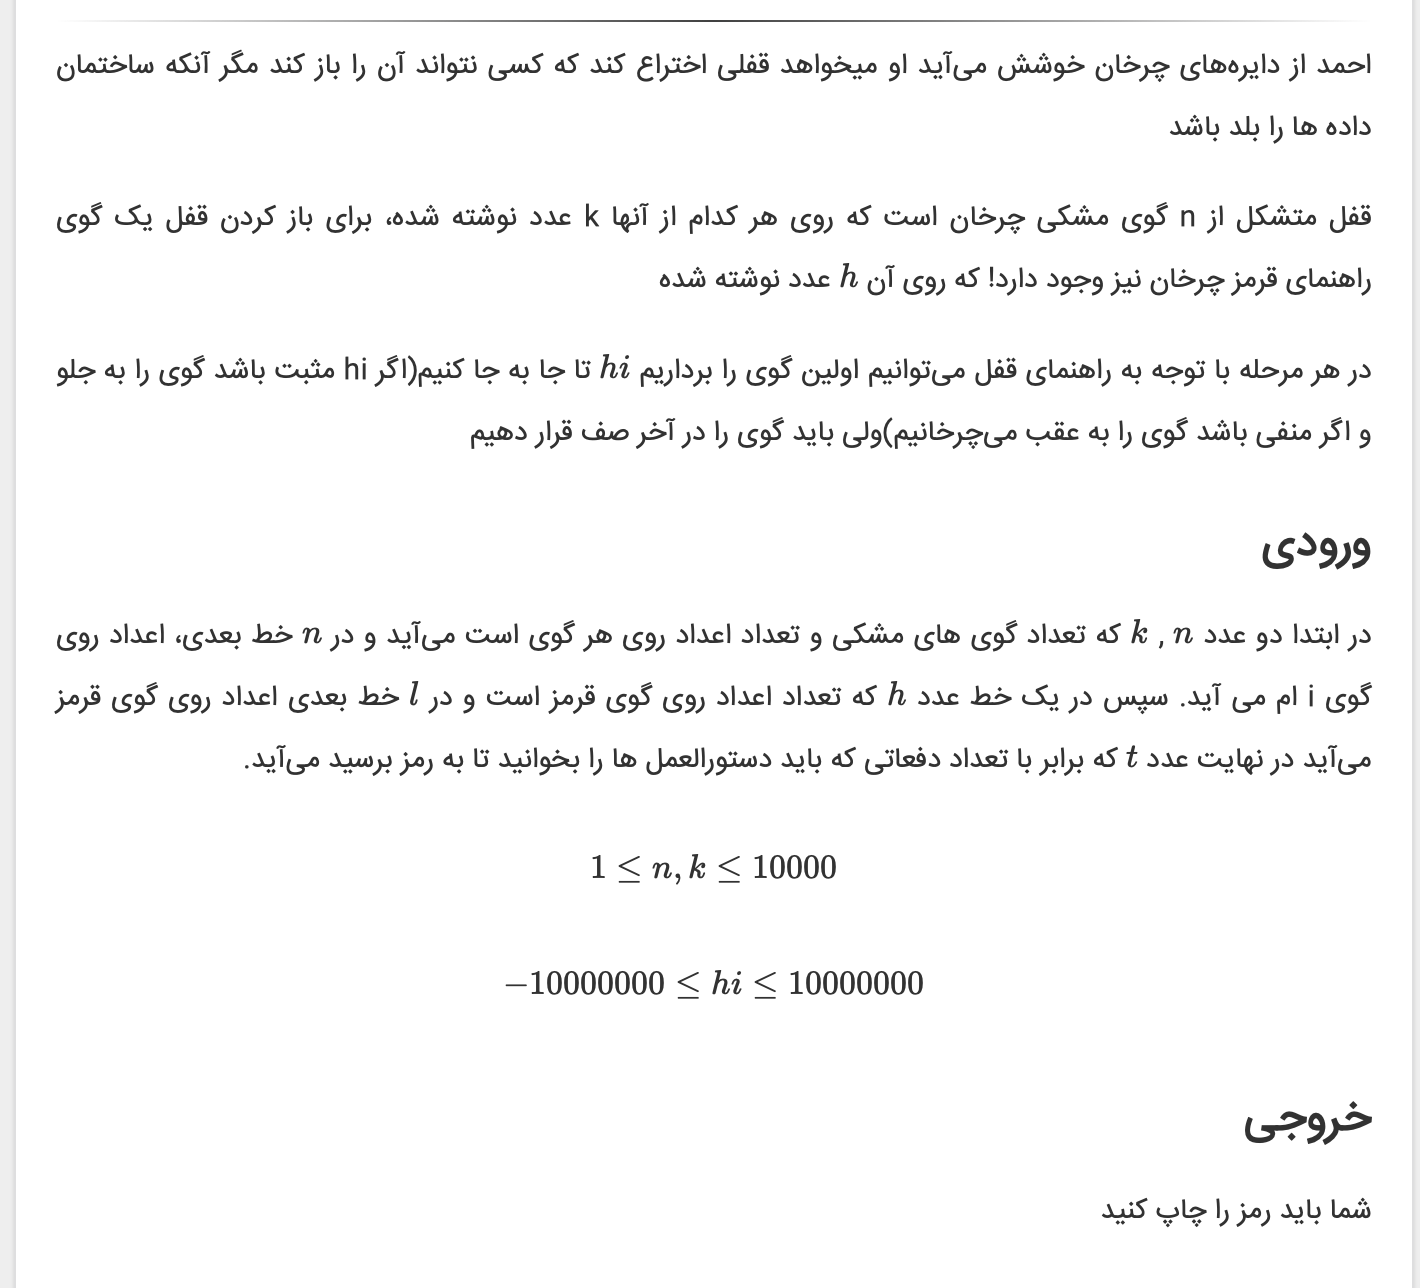 احمد از دایره‌های چرخان خوشش می‌آید او میخواهد قفلی اختراع کند که کسی نتواند آن را باز کند مگر آنکه ساختمان
داده ها را بلد باشد
قفل متشکل از n گوی مشکی چرخان است که روی هر کدام از آنها k عدد نوشته شده، برای باز کردن قفل یک گوی
راهنمای قرمز چرخان نیز وجود دارد! که روی آن h عدد نوشته شده
در هر مرحله با توجه به راهنمای قفل می‌توانیم اولین گوی را برداریم hi تا جا به جا کنیم(اگر hi مثبت باشد گوی را به جلو
و اگر منفی باشد گوی را به عقب می‌چرخانیم)ولی باید گوی را در آخر صف قرار دهیم
ورودی
در ابتدا دو عدد k , n که تعداد گوی های مشکی و تعداد اعداد روی هر گوی است می‌آید و در n خط بعدی، اعداد روی
گوی i ام می آید. سپس در یک خط عدد h که تعداد اعداد روی گوی قرمز است و در l خط بعدی اعداد روی گوی قرمز
می‌آید در نهایت عدد t که برابر با تعداد دفعاتی که باید دستورالعمل ها را بخوانید تا به رمز برسید می‌آید.
1 ≤ n, k ≤ 10000
−10000000 ≤ hi ≤ 10000000
خروجی
شما باید رمز را چاپ کنید